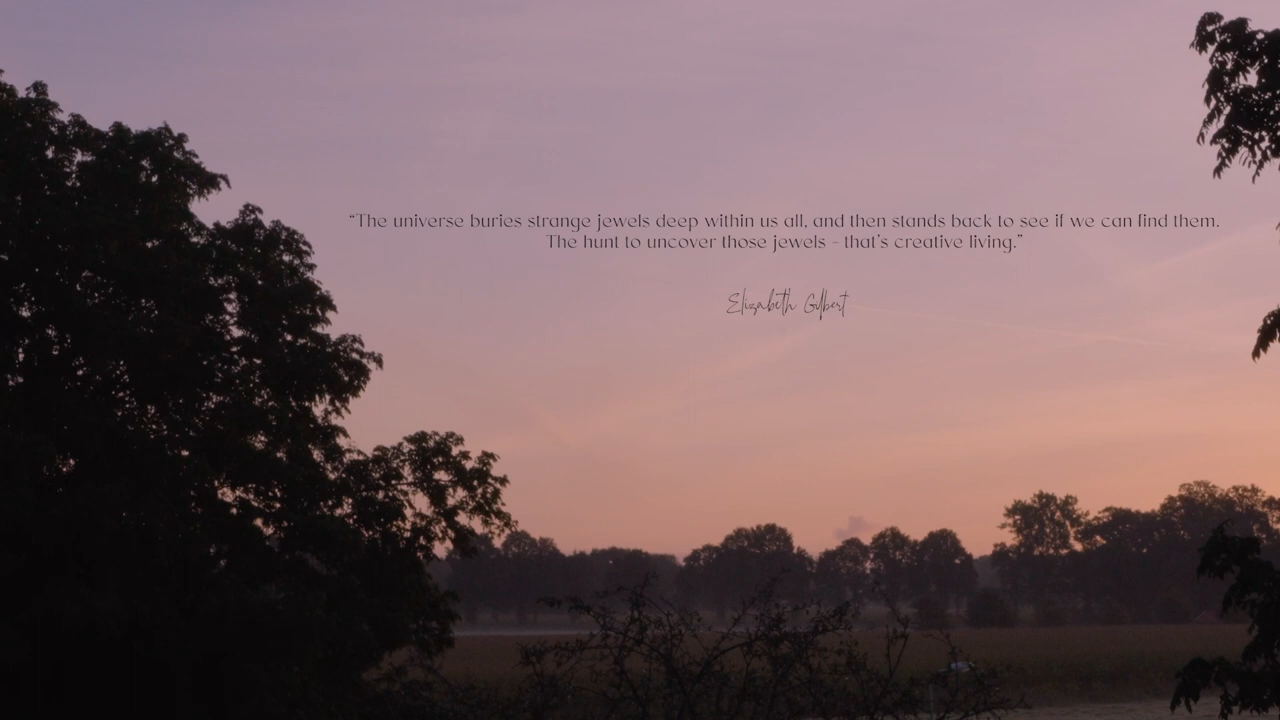 “The universe buries strange jewels deep within us all, and then stands back to see if we can find them.
The hunt to uncover those jewels - that’s creative living.”
Elizabeth Gilbert